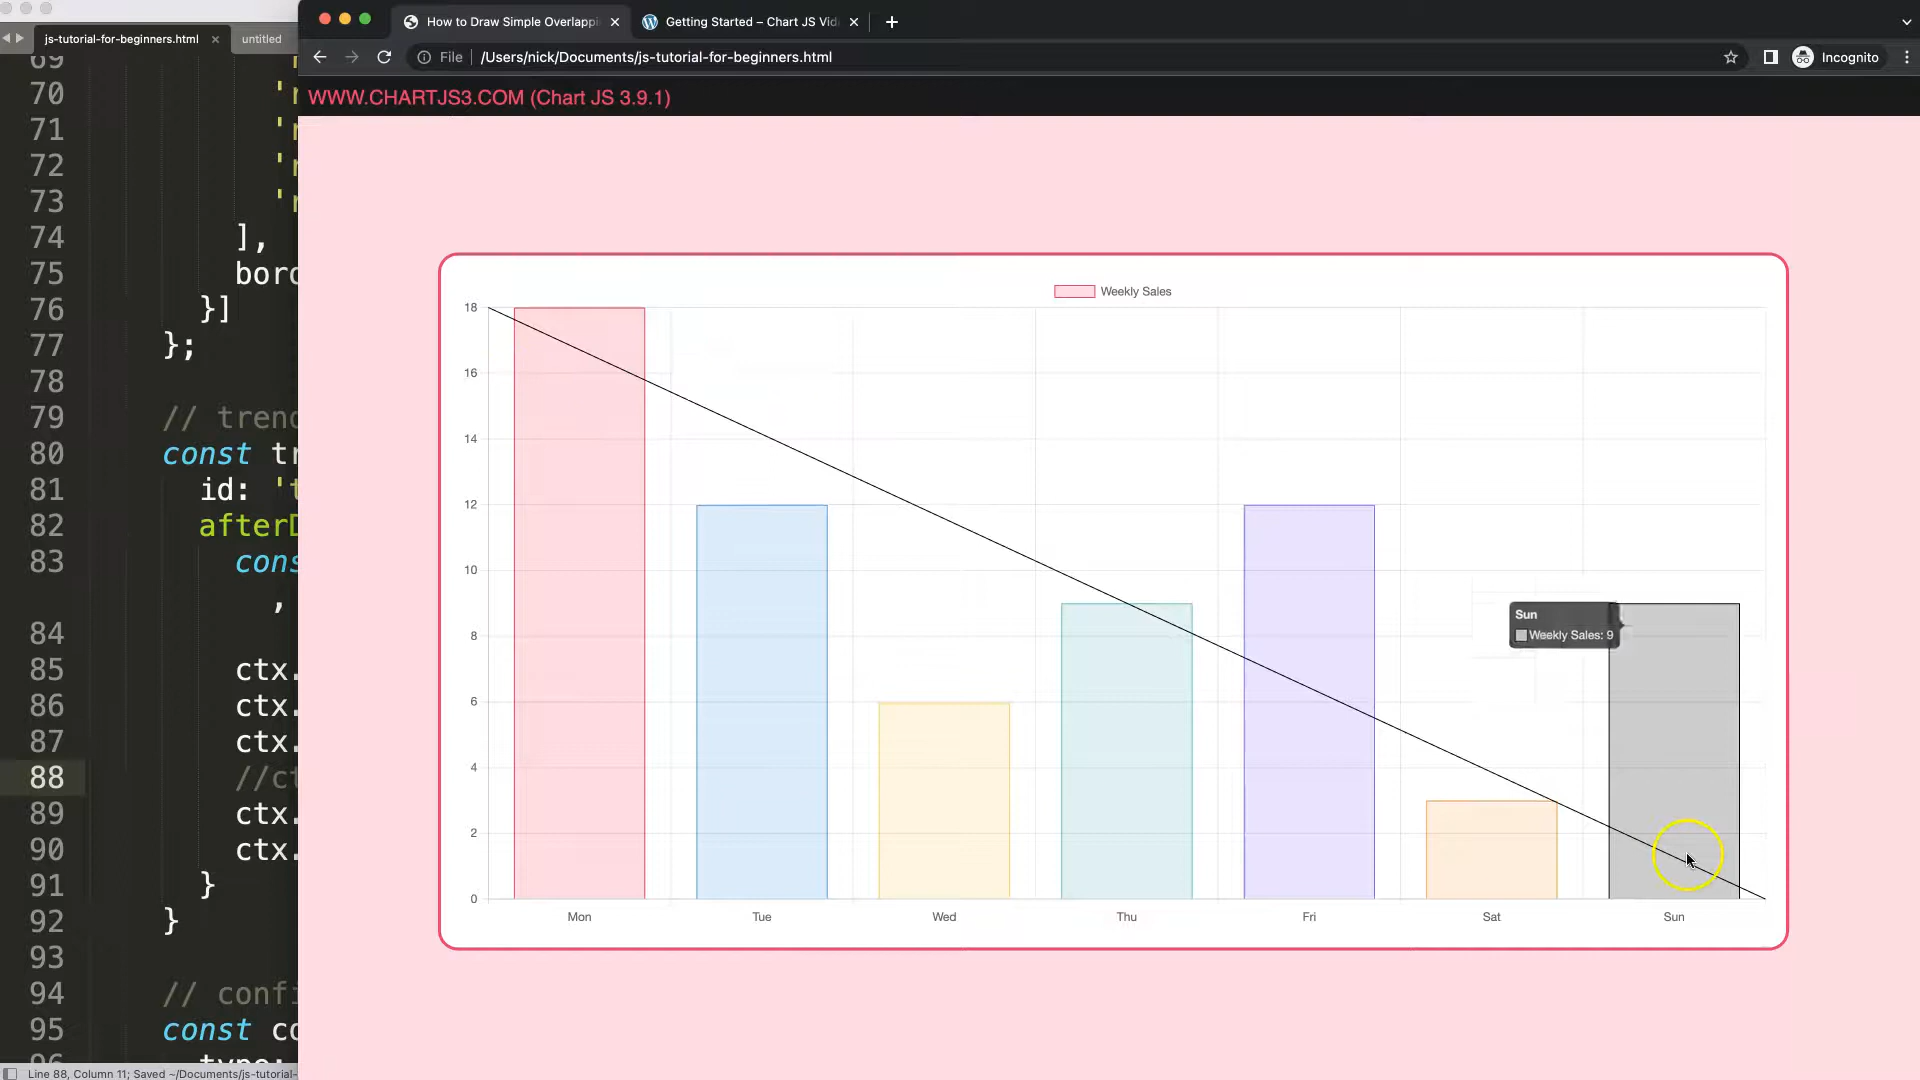 js-tutorial-for-beginners.html
untitled
How to Draw Simple Overlappi
Getting Started – Chart JS Vid
File
/Users/nick/Documents/js-tutorial-for-beginners.html
Incognito
WWW.CHARTJS3.COM (Chart JS 3.9.1)
69
70
71
72
73
74 ],
75 bord
76 }]
77 };
78
79 // trend
80 const tr
81 id: 't
82 afterD
83 cons
,
84
85 ctx.
86 ctx.
87 ctx.
88 //ct
89 ctx.
90 ctx.
91 }
92 }
93
94 // confi
95 const co
96 type:
Line 88, Column 11; Saved ~/Documents/js-tutorial-
Weekly Sales
18
16
14
12
10
8
6
4
2
0
Sun
Weekly Sales: 9
Mon Tue Wed Thu Fri Sat Sun